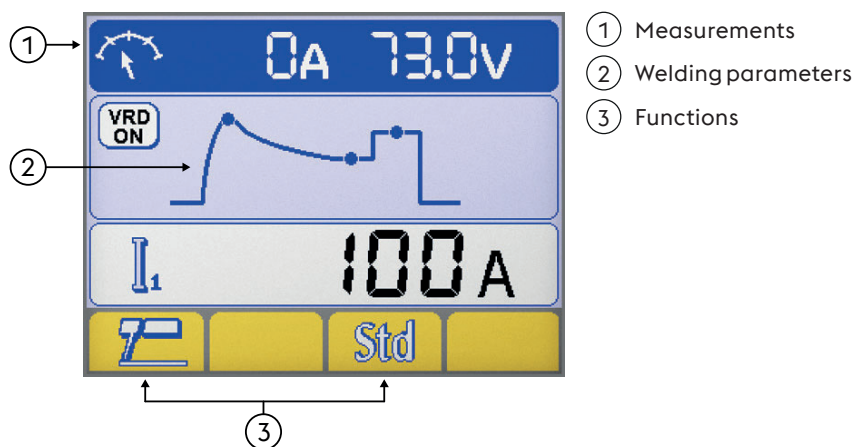 1
0A 73.0V
1 Measurements
2 Welding parameters
3 Functions
VRD
ON
2
I1
100A
Std
3